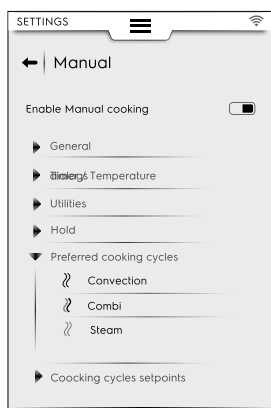 SETTINGS
Manual
Enable Manual cooking
General
Temperature
Utilities
Hold
Preferred cooking cycles
Convection
Combi
Steam
Coocking cycles setpoints